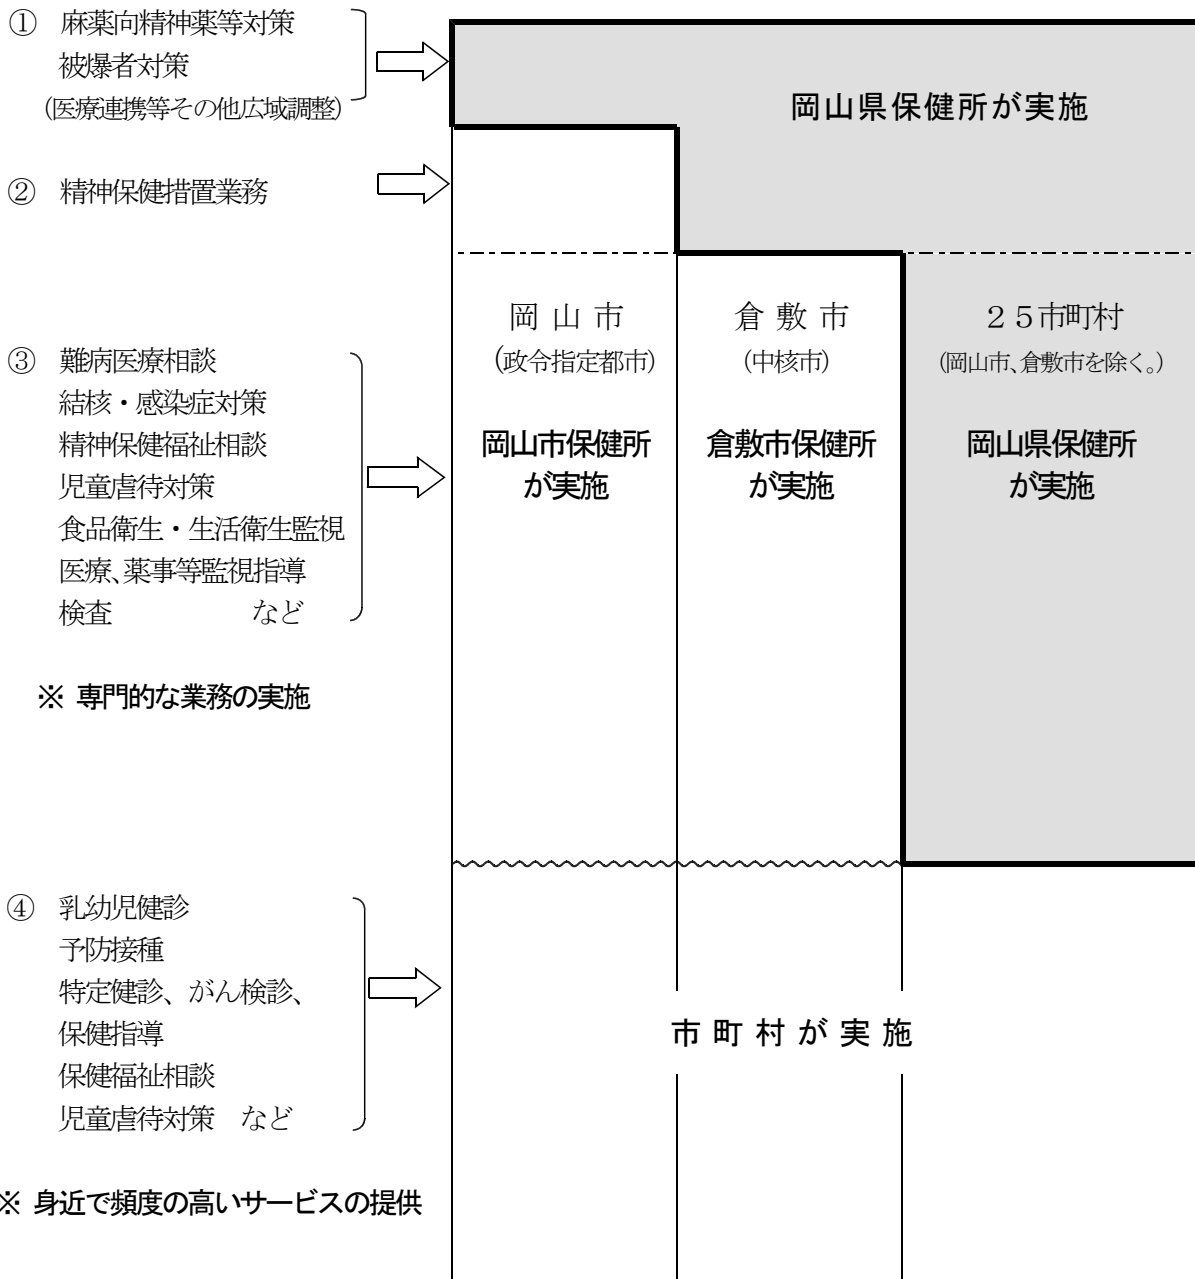 ① 麻薬向精神薬等対策
被爆者対策
(医療連携等その他広域調整)
岡山県保健所が実施
② 精神保健措置業務
岡山市
(政令指定都市)
岡山市保健所
が実施
倉敷市
(中核市)
倉敷市保健所
が実施
25市町村
(岡山市、倉敷市を除く。)
岡山県保健所
が実施
③ 難病医療相談
結核・感染症対策
精神保健福祉相談
児童虐待対策
食品衛生・生活衛生監視
医療、薬事等監視指導
検査 など
※ 専門的な業務の実施
④ 乳幼児健診
予防接種
特定健診、がん検診、
保健指導
保健福祉相談
児童虐待対策 など
市町村が実施
※ 身近で頻度の高いサービスの提供